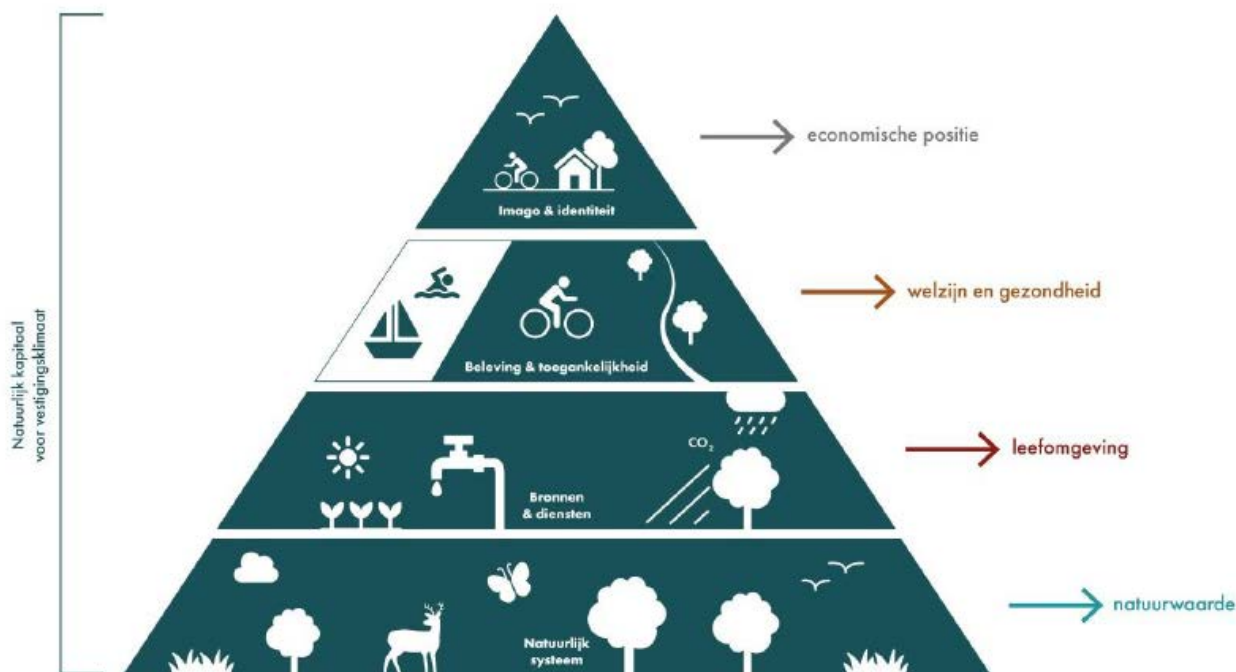 economische positie
Imago & identiteit
welzijn en gezondheid
Beleving & toegankelijkheid
Natuurlijk kapitaal
voor vestigingsklimaat
CO₂
leefomgeving
Bronnen
& diensten
natuurwaarde
Natuurlijk
systeem